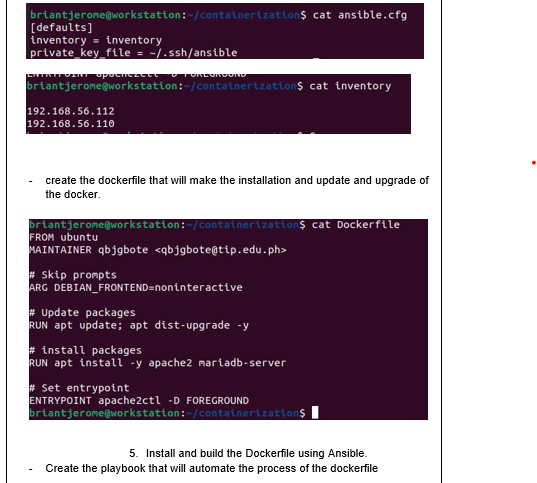 briantjerome@workstation:~/containerization$ cat ansible.cfg
[defaults]
inventory = inventory
private_key_file = ~/.ssh/ansible
ENTRYPOINT apache2ctl -D FOREGROUND
briantjerome@workstation:~/containerization$ cat inventory
192.168.56.112
192.168.56.110
- create the dockerfile that will make the installation and update and upgrade of
the docker.
briantjerome@workstation:~/containerization$ cat Dockerfile
FROM ubuntu
MAINTAINER qbjgbote <qbjgbote@tip.edu.ph>
# Skip prompts
ARG DEBIAN_FRONTEND=noninteractive
# Update packages
RUN apt update; apt dist-upgrade -y
# install packages
RUN apt install -y apache2 mariadb-server
# Set entrypoint
ENTRYPOINT apache2ctl -D FOREGROUND
briantjerome@workstation:~/containerization$
5. Install and build the Dockerfile using Ansible.
- Create the playbook that will automate the process of the dockerfile